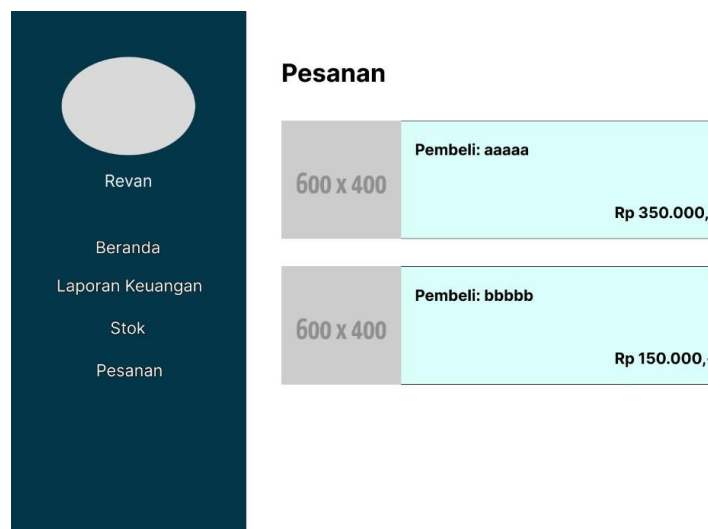 Revan
Beranda
Laporan Keuangan
Stok
Pesanan
Pesanan
600 x 400
Pembeli: aaaaa
Rp 350.000,
600 x 400
Pembeli: bbbbb
Rp 150.000,-